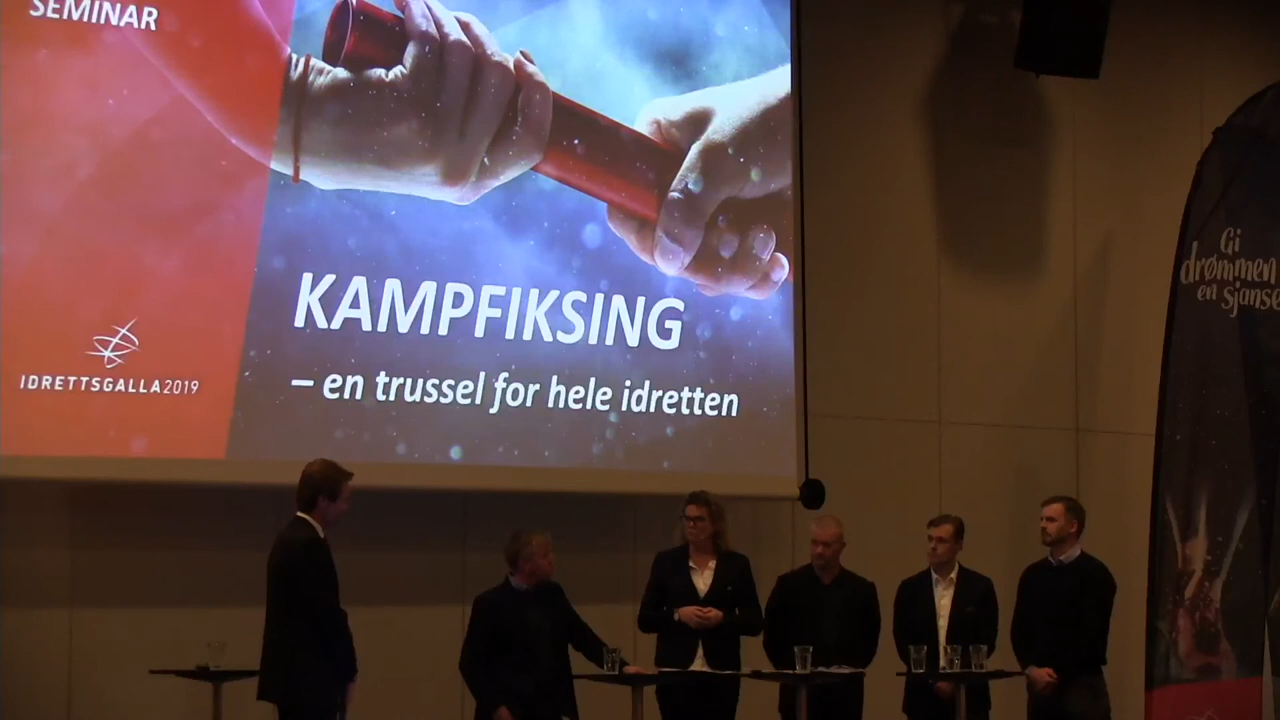 SEMINAR
KAMPFIKSING
– en trussel for hele idretten
IDRETTSGALLA2019
Gi
drømmen
en sjanse